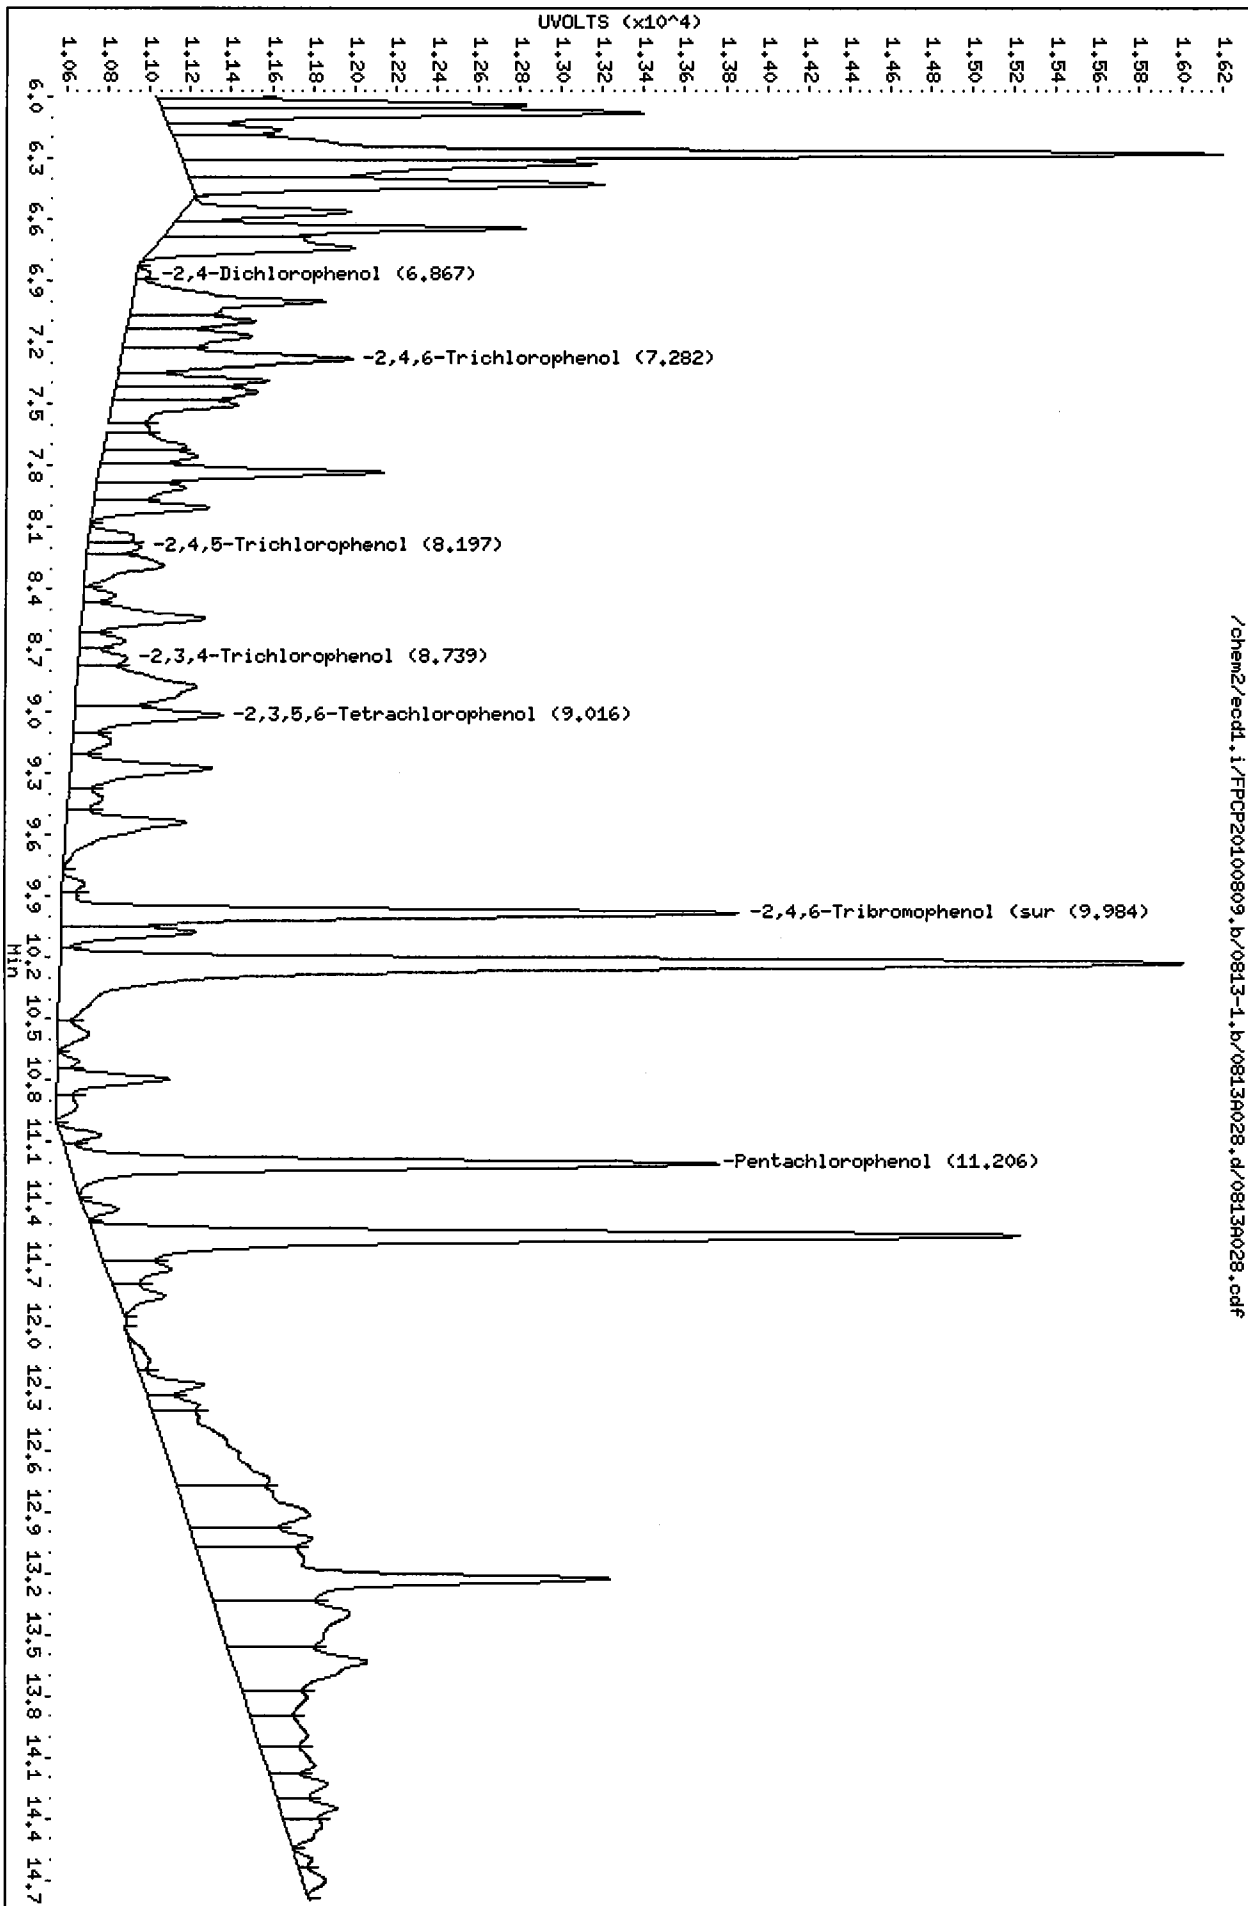 /chem2/ecd1.i/FPCP20100809.b/0813-1.b/0813A028.d/0813A028.cdf
UVOLTS (x10^4)
1.62
1.60
1.58
1.56
1.54
1.52
1.50
1.48
1.46
1.44
1.42
1.40
1.38
1.36
1.34
1.32
1.30
1.28
1.26
1.24
1.22
1.20
1.18
1.16
1.14
1.12
1.10
1.08
1.06
-2,4-Dichlorophenol (6.867)
-2,4,6-Trichlorophenol (7.282)
-2,4,5-Trichlorophenol (8.197)
-2,3,4-Trichlorophenol (8.739)
-2,3,5,6-Tetrachlorophenol (9.016)
-2,4,6-Tribromophenol (sur (9.984)
-Pentachlorophenol (11.206)
6.0 6.3 6.6 6.9 7.2 7.5 7.8 8.1 8.4 8.7 9.0 9.3 9.6 9.9 10.2 10.5 10.8 11.1 11.4 11.7 12.0 12.3 12.6 12.9 13.2 13.5 13.8 14.1 14.4 14.7
Min